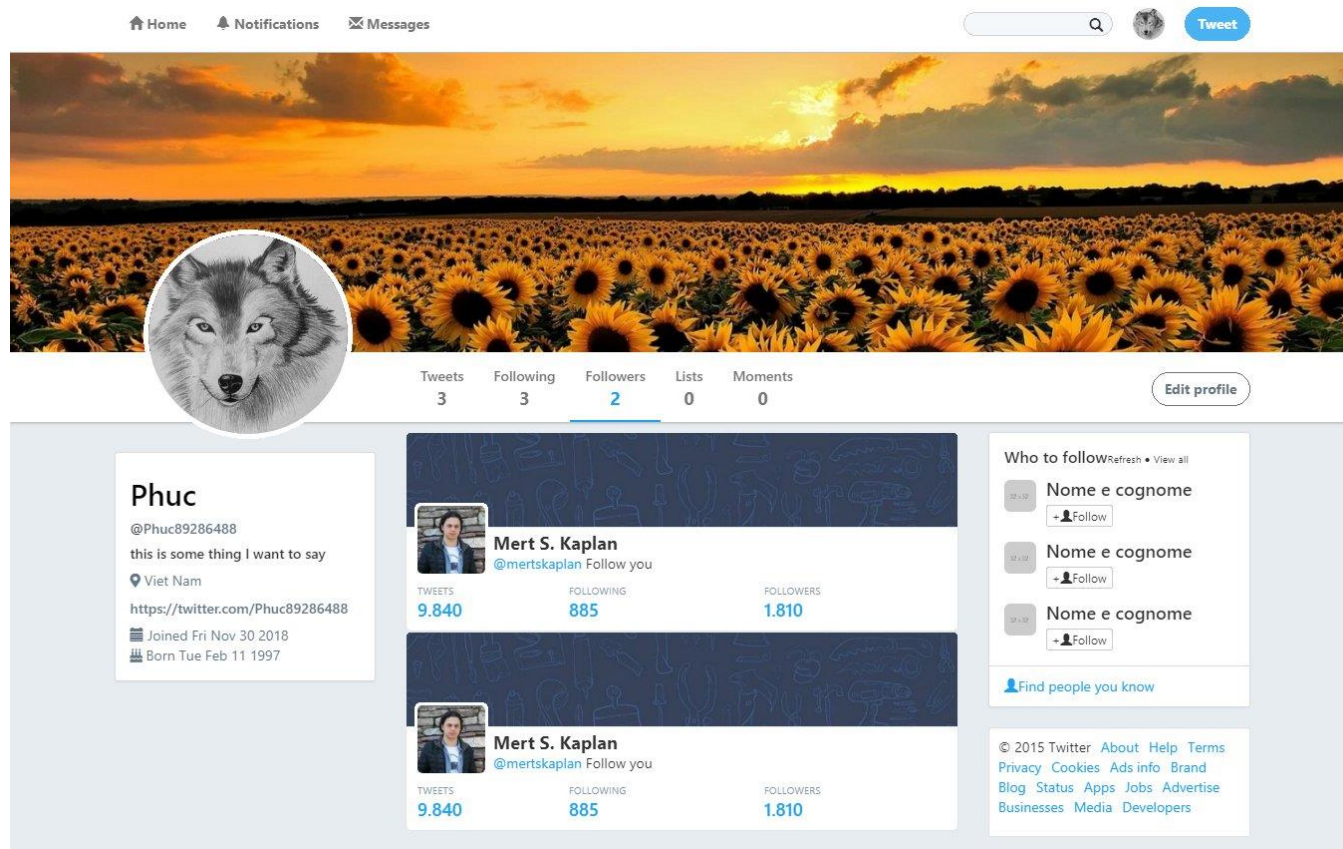 Home Notifications Messages Tweet
Tweets Following Followers Lists Moments
3 3 2 0 0
Edit profile
Phuc
@Phuc89286488
this is some thing I want to say
Viet Nam
https://twitter.com/Phuc89286488
Joined Fri Nov 30 2018
Born Tue Feb 11 1997
Mert S. Kaplan
@mertskaplan Follow you
TWEETS FOLLOWING FOLLOWERS
9.840 885 1.810
Mert S. Kaplan
@mertskaplan Follow you
TWEETS FOLLOWING FOLLOWERS
9.840 885 1.810
Who to followRefresh • View all
Nome e cognome
+Follow
Nome e cognome
+Follow
Nome e cognome
+Follow
Find people you know
© 2015 Twitter About Help Terms
Privacy Cookies Ads info Brand
Blog Status Apps Jobs Advertise
Businesses Media Developers